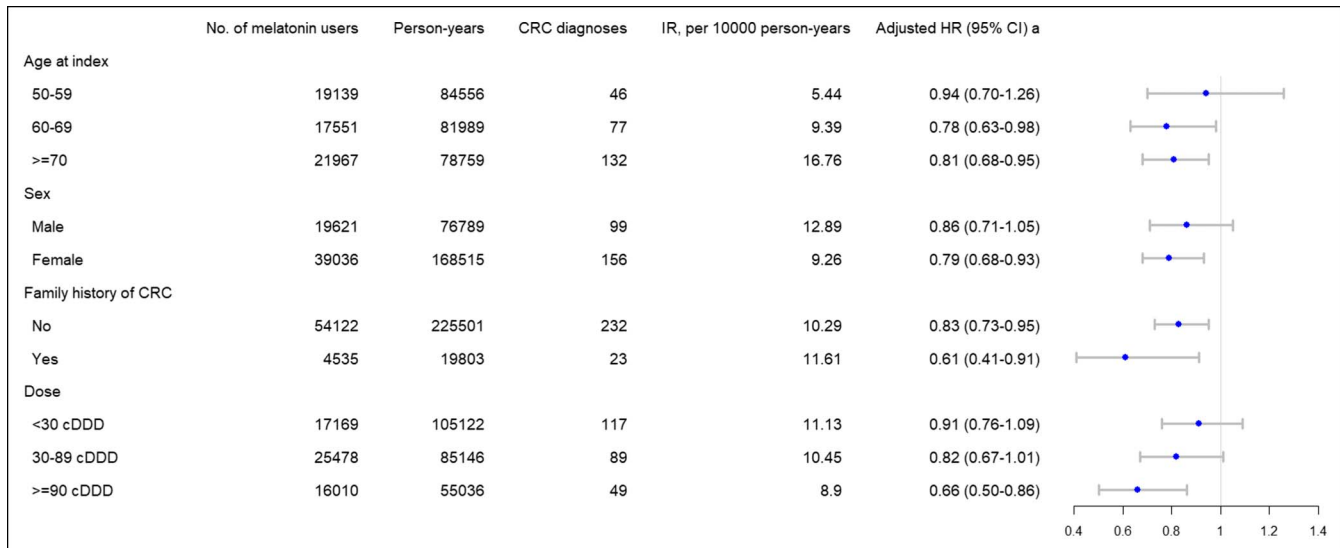 No. of melatonin users Person-years CRC diagnoses IR, per 10000 person-years Adjusted HR (95% CI) a
Age at index
50-59 19139 84556 46 5.44 0.94 (0.70-1.26)
60-69 17551 81989 77 9.39 0.78 (0.63-0.98)
>=70 21967 78759 132 16.76 0.81 (0.68-0.95)
Sex
Male 19621 76789 99 12.89 0.86 (0.71-1.05)
Female 39036 168515 156 9.26 0.79 (0.68-0.93)
Family history of CRC
No 54122 225501 232 10.29 0.83 (0.73-0.95)
Yes 4535 19803 23 11.61 0.61 (0.41-0.91)
Dose
<30 cDDD 17169 105122 117 11.13 0.91 (0.76-1.09)
30-89 cDDD 25478 85146 89 10.45 0.82 (0.67-1.01)
>=90 cDDD 16010 55036 49 8.9 0.66 (0.50-0.86)
0.4 0.6 0.8 1 1.2 1.4